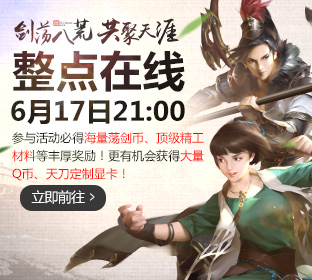 剑荡八荒 共聚天涯
整点在线
6月17日21:00
参与活动必得海量荡剑币、顶级精工
材料等丰厚奖励！更有机会获得大量
Q币、天刀定制显卡！
立即前往 >